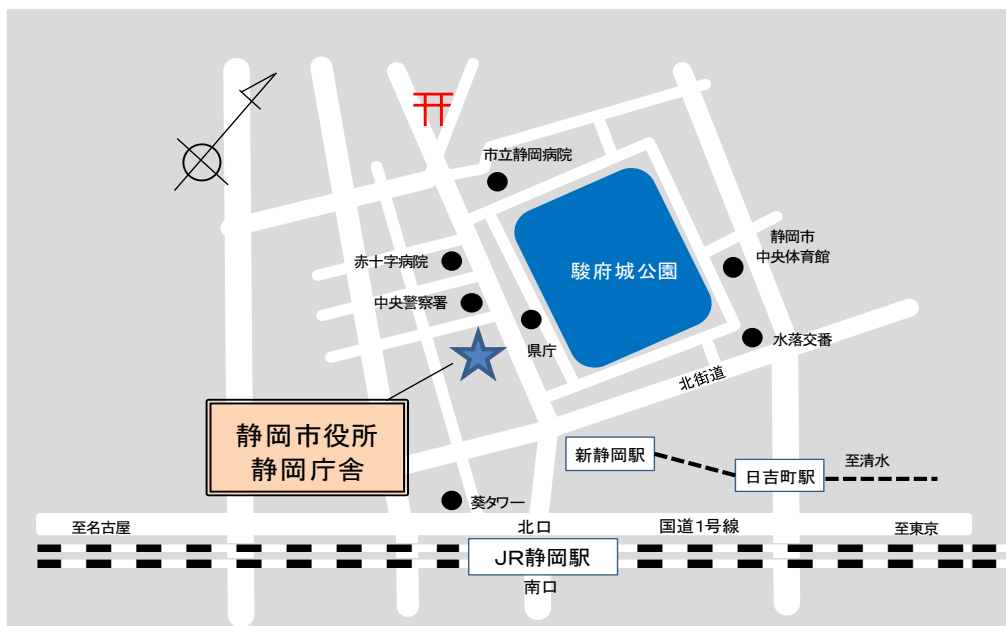 市立静岡病院
静岡市
中央体育館
赤十字病院
駿府城公園
中央警察署
県庁
水落交番
北街道
静岡市役所
静岡庁舎
新静岡駅
日吉町駅
至清水
葵タワー
至名古屋
北口
国道1号線
至東京
JR静岡駅
南口